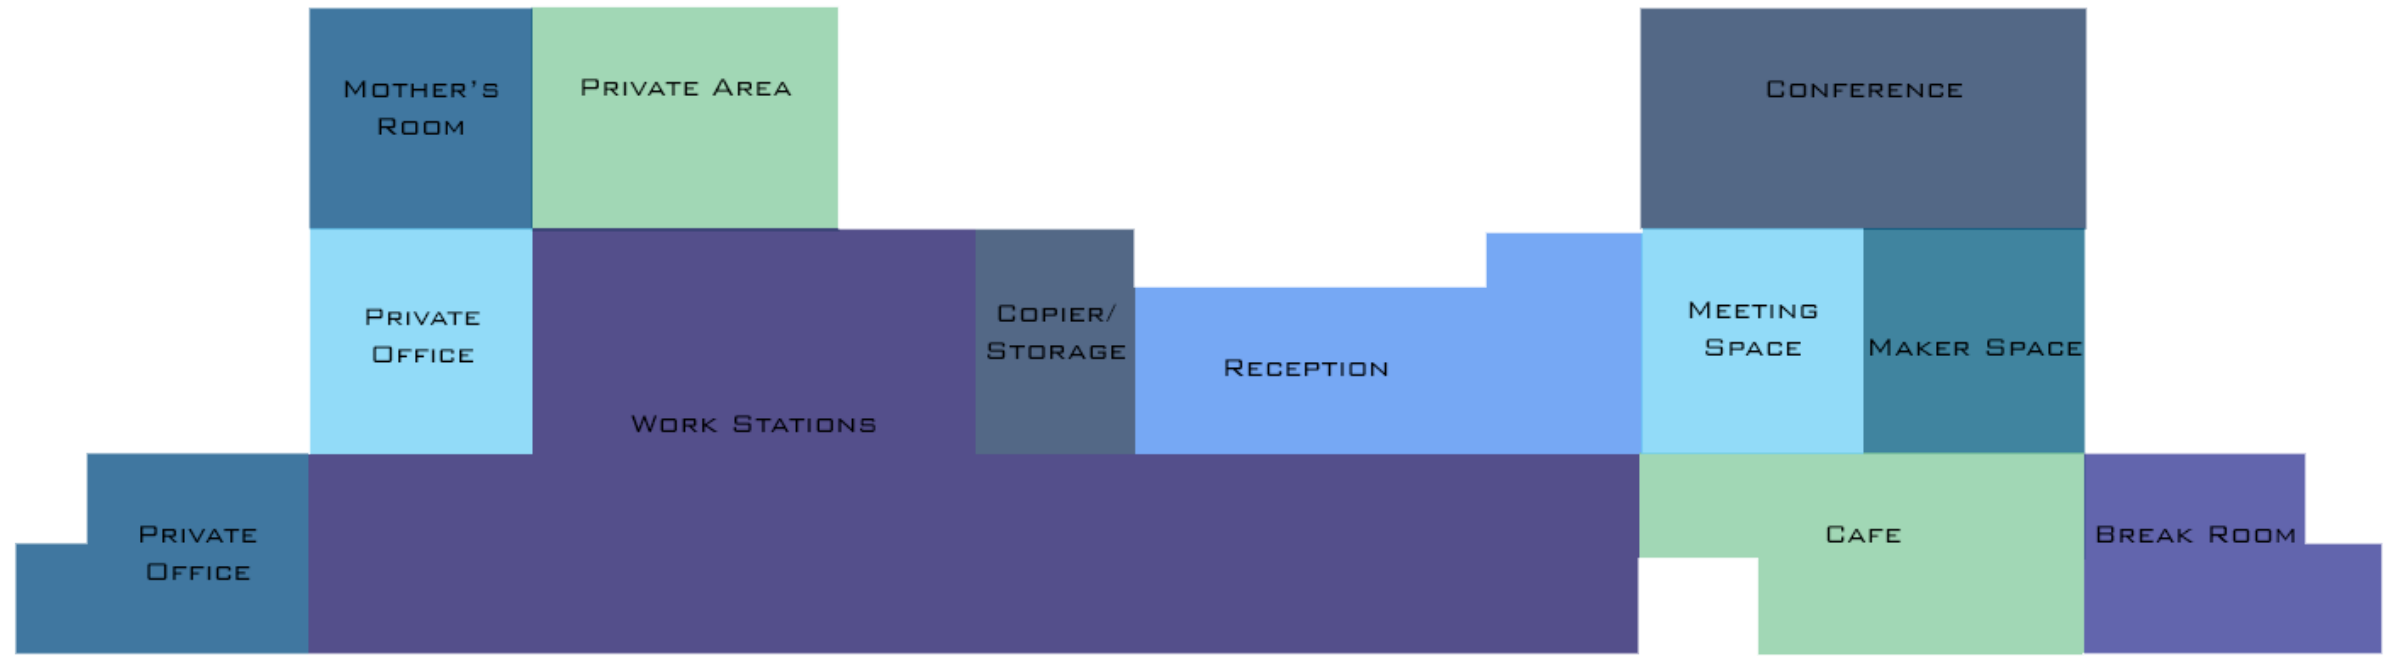 Mother's
Room
Private Area
Conference
Private
Office
Work Stations
Copier/
Storage
Reception
Meeting
Space
Maker Space
Private
Office
Cafe
Break Room